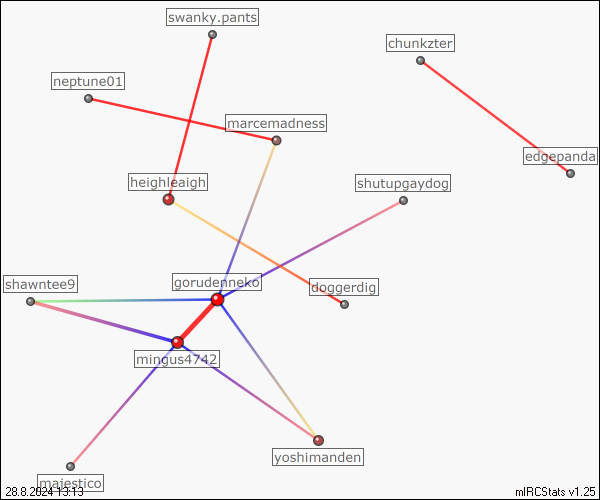 swanky.pants
chunkzter
neptune01
marcemadness
edgepanda
heighleaigh
shutupgaydog
gorudenneko
shawntee9
doggerdig
mingus4742
yoshimanden
majestico
28.8.2024 13:13
mIRCStats v1.25